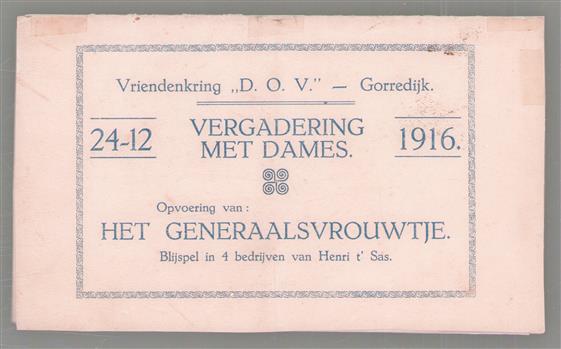 Vriendenkring „D. O. V." — Gorredijk.
24-12
VERGADERING
MET DAMES.
1916.
Opvoering van :
HET GENERAALSVROUWTJE.
Blijspel in 4 bedrijven van Henri t' Sas.